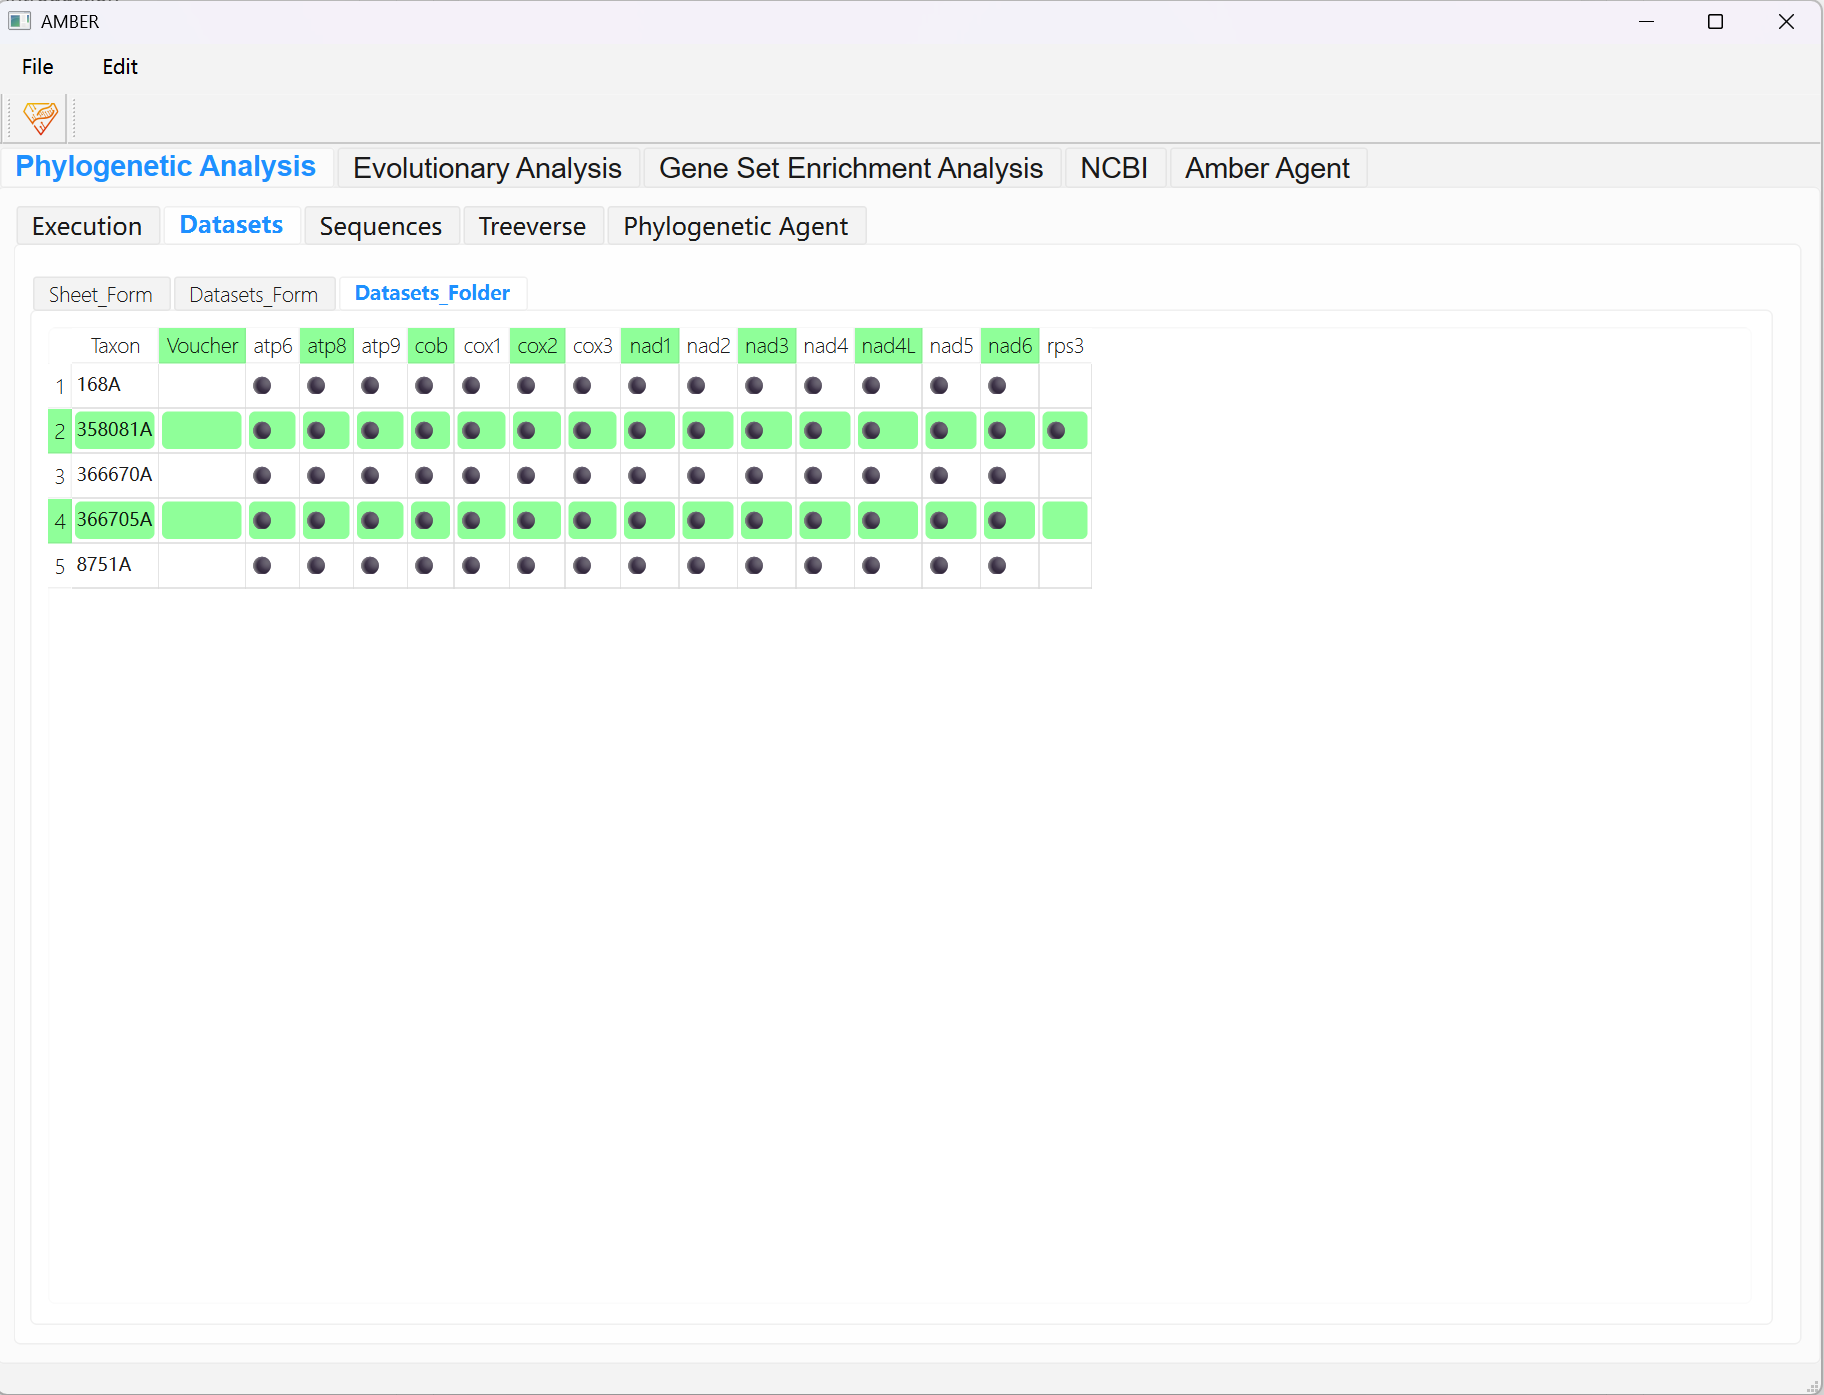 AMBER
File Edit
Phylogenetic Analysis Evolutionary Analysis Gene Set Enrichment Analysis NCBI Amber Agent
Execution Datasets Sequences Treeverse Phylogenetic Agent
Sheet_Form Datasets_Form Datasets_Folder
Taxon Voucher atp6 atp8 atp9 cob cox1 cox2 cox3 nad1 nad2 nad3 nad4 nad4L nad5 nad6 rps3
1 168A
2 358081A
3 366670A
4 366705A
5 8751A